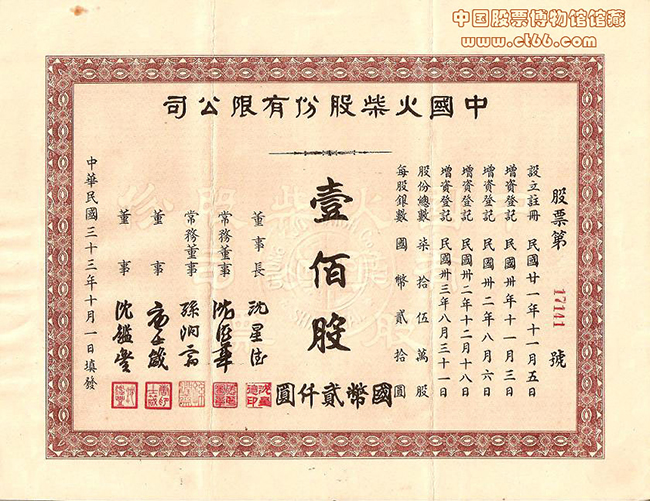 中国股票博物馆馆藏
www.ct66.com
中國火柴股份有限公司
股票第 17141 號
設立註冊 民國廿一年十一月五日
增資登記 民國卅年十一月三日
增資登記 民國卅二年八月六日
增資登記 民國卅二年十二月十八日
增資登記 民國卅三年八月三十一日
股份總數 柒拾伍萬股
每股銀數 國幣貳拾圓
壹佰股
國幣貳仟圓
董事長 沈星德
常務董事
常務董事 孫潤齋
董事
董事 沈鑑堂
中華民國三十三年十月一日填發